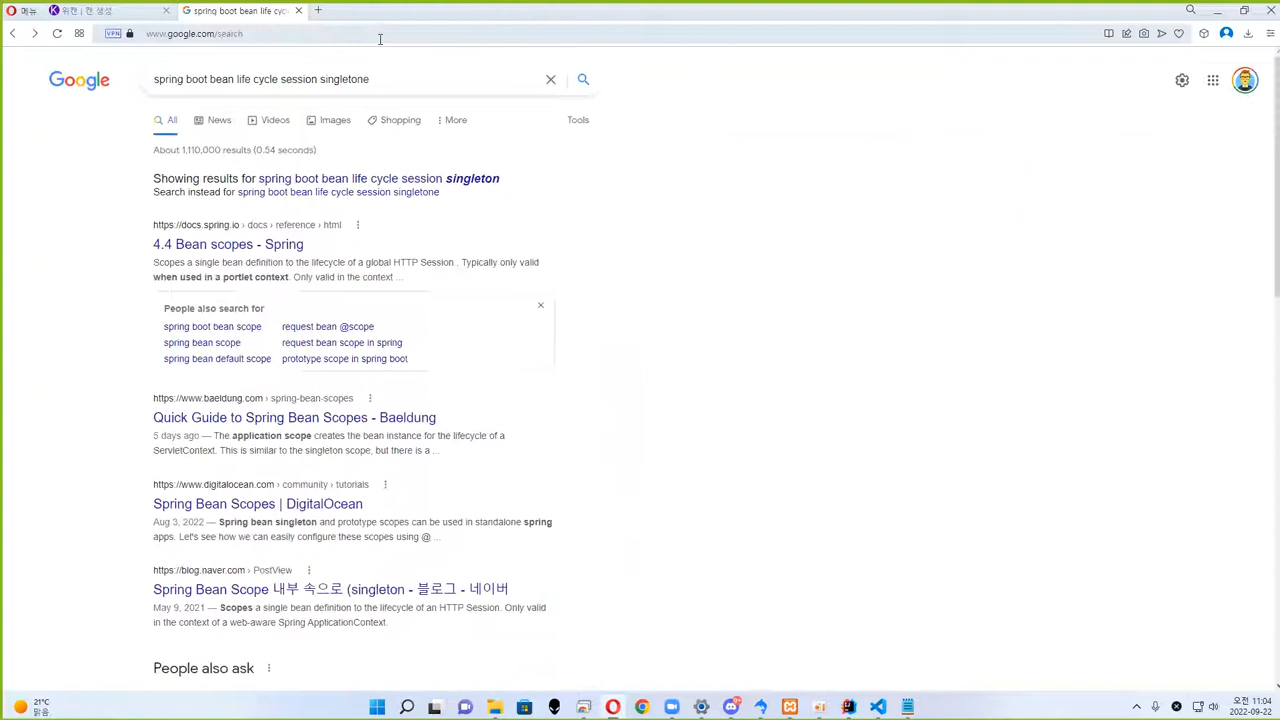 메뉴
위캔 | 캔 생성
spring boot bean life cyc
VPN
www.google.com/search
Google
spring boot bean life cycle session singletone
All
News
Videos
Images
Shopping
More
Tools
About 1,110,000 results (0.54 seconds)
Showing results for spring boot bean life cycle session singleton
Search instead for spring boot bean life cycle session singletone
https://docs.spring.io › docs › reference › html
4.4 Bean scopes - Spring
Scopes a single bean definition to the lifecycle of a global HTTP Session . Typically only valid
when used in a portlet context. Only valid in the context ...
People also search for
spring boot bean scope
request bean @scope
spring bean scope
request bean scope in spring
spring bean default scope
prototype scope in spring boot
https://www.baeldung.com › spring-bean-scopes
Quick Guide to Spring Bean Scopes - Baeldung
5 days ago — The application scope creates the bean instance for the lifecycle of a
ServletContext. This is similar to the singleton scope, but there is a ...
https://www.digitalocean.com › community › tutorials
Spring Bean Scopes | DigitalOcean
Aug 3, 2022 — Spring bean singleton and prototype scopes can be used in standalone spring
apps. Let's see how we can easily configure these scopes using @ ...
https://blog.naver.com › PostView
Spring Bean Scope 내부 속으로 (singleton - 블로그 - 네이버
May 9, 2021 — Scopes a single bean definition to the lifecycle of an HTTP Session. Only valid
in the context of a web-aware Spring ApplicationContext.
People also ask
21°C
맑음
오전 11:04
2022-09-22